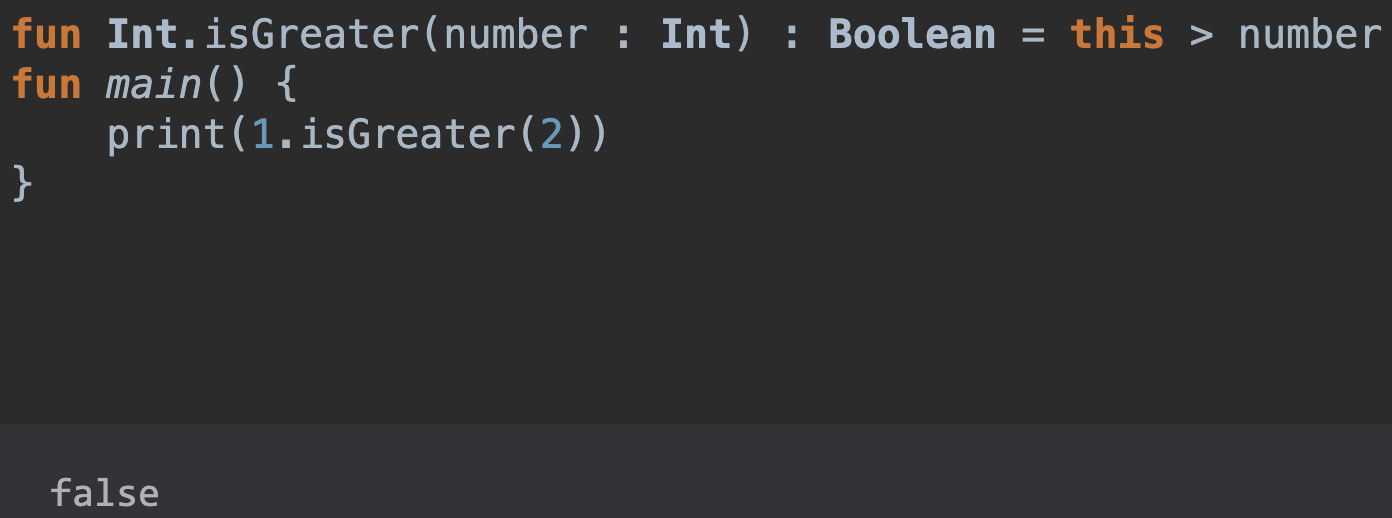 fun Int.isGreater(number : Int) : Boolean = this > number
fun main() {
    print(1.isGreater(2))
}
false